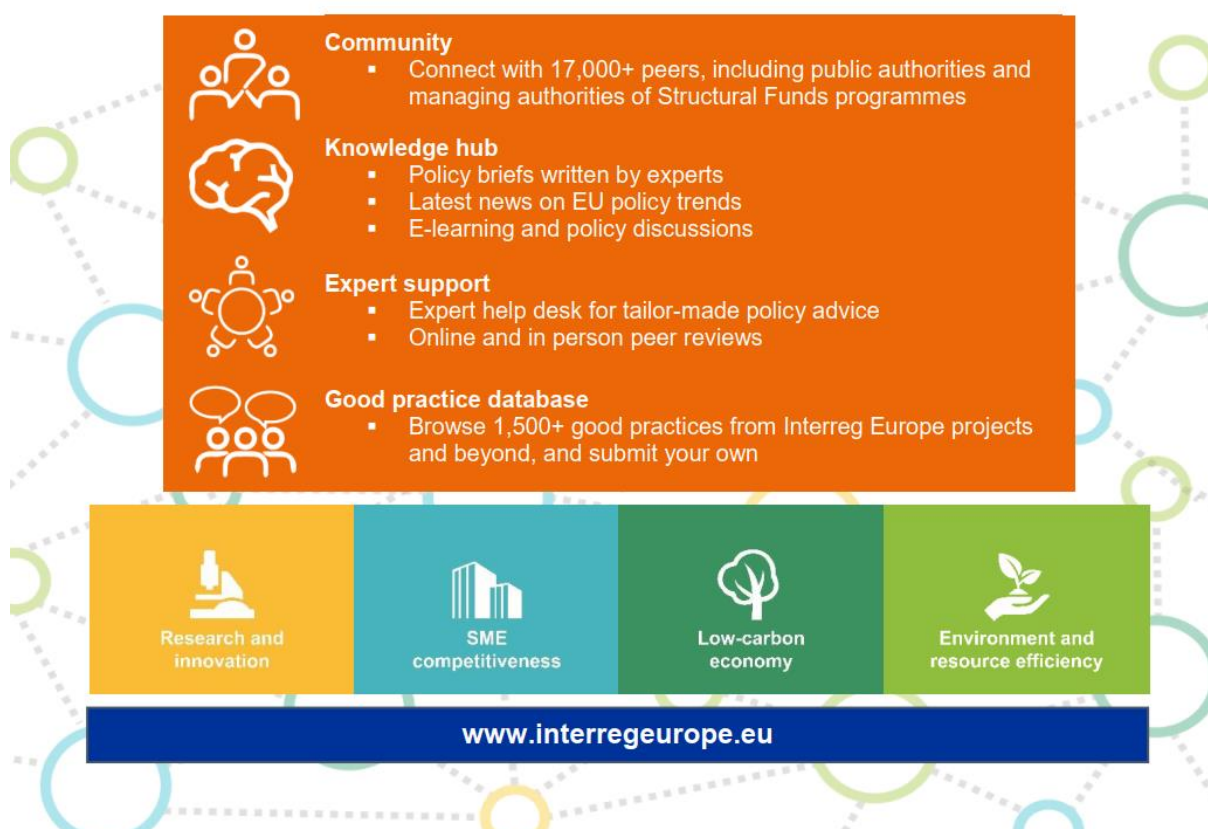 Community
▪ Connect with 17,000+ peers, including public authorities and
managing authorities of Structural Funds programmes
Knowledge hub
▪ Policy briefs written by experts
▪ Latest news on EU policy trends
▪ E-learning and policy discussions
Expert support
▪ Expert help desk for tailor-made policy advice
▪ Online and in person peer reviews
Good practice database
▪ Browse 1,500+ good practices from Interreg Europe projects
and beyond, and submit your own
Research and
innovation
SME
competitiveness
Low-carbon
economy
Environment and
resource efficiency
www.interregeurope.eu